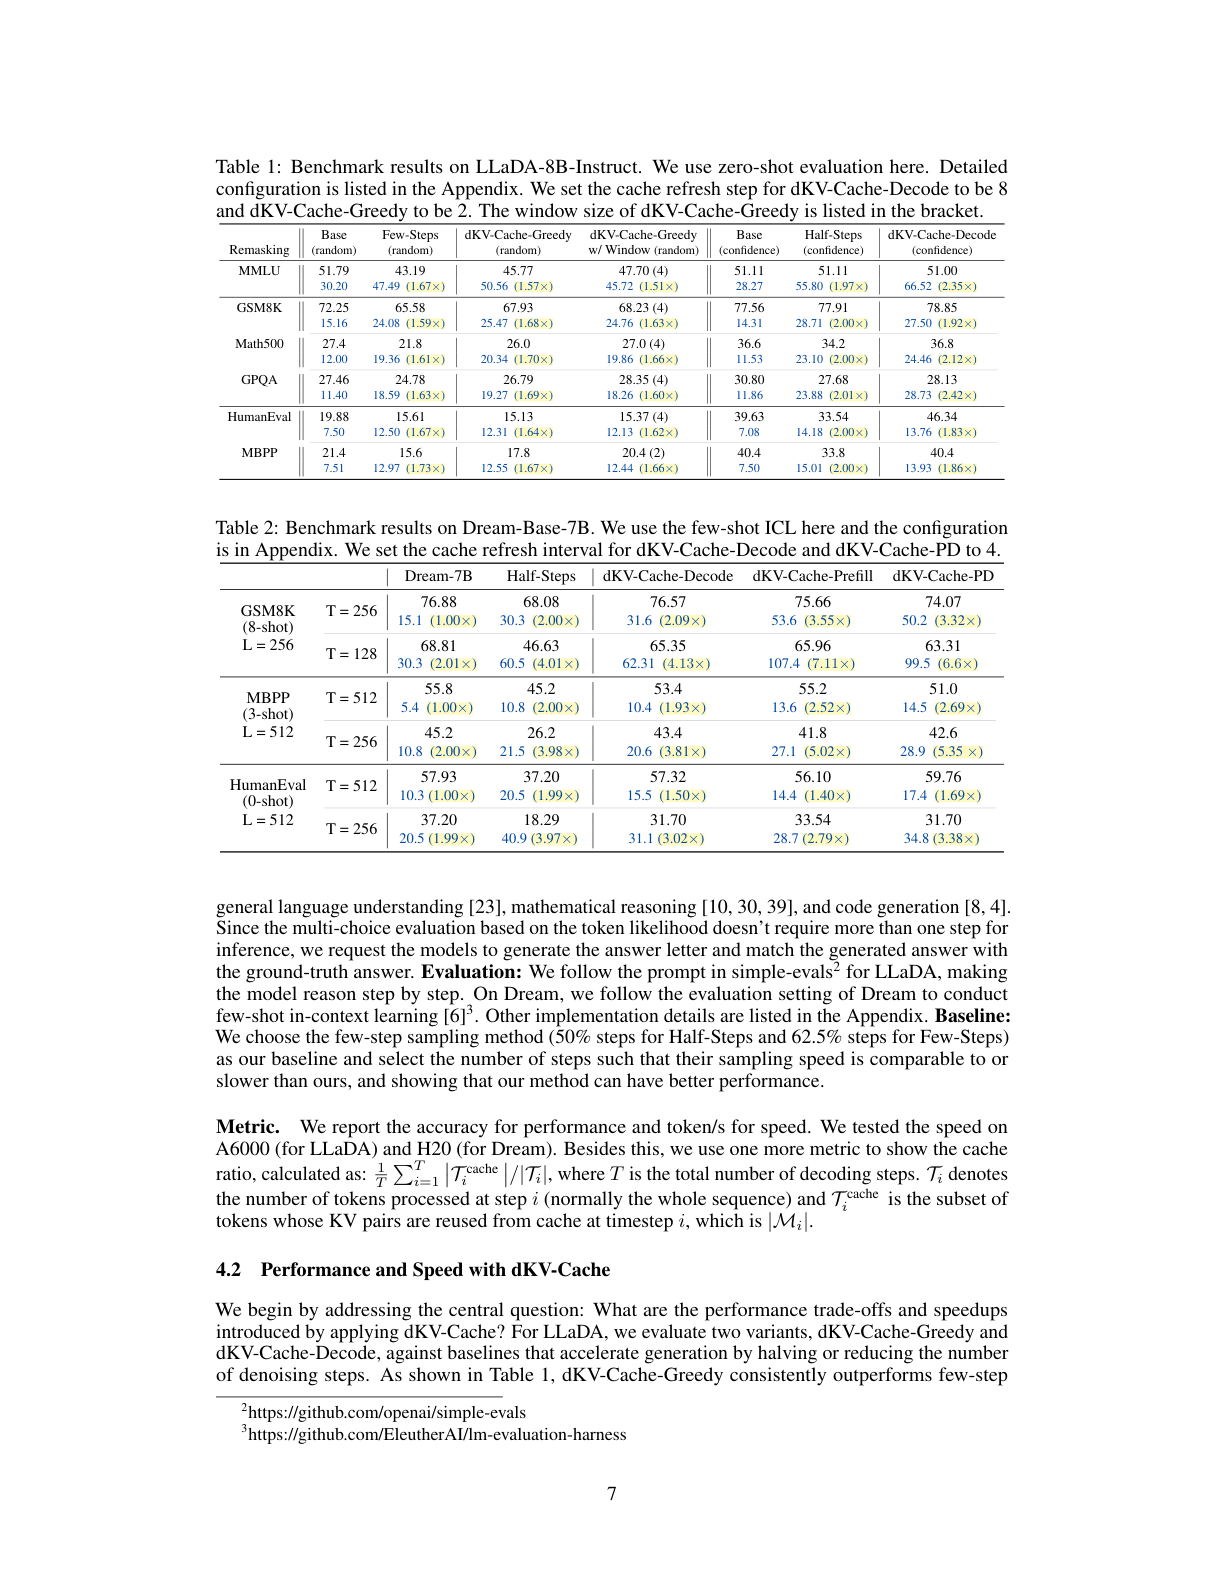 Table 1: Benchmark results on LLaDA-8B-Instruct. We use zero-shot evaluation here. Detailed
configuration is listed in the Appendix. We set the cache refresh step for dKV-Cache-Decode to be 8
and dKV-Cache-Greedy to be 2. The window size of dKV-Cache-Greedy is listed in the bracket.
Remasking Base (random) Few-Steps (random) dKV-Cache-Greedy (random) dKV-Cache-Greedy w/ Window (random) Base (confidence) Half-Steps (confidence) dKV-Cache-Decode (confidence)
MMLU 51.79 43.19 45.77 47.70 (4) 51.11 51.11 51.00
30.20 47.49 (1.67×) 50.56 (1.57×) 45.72 (1.51×) 28.27 55.80 (1.97×) 66.52 (2.35×)
GSM8K 72.25 65.58 67.93 68.23 (4) 77.56 77.91 78.85
15.16 24.08 (1.59×) 25.47 (1.68×) 24.76 (1.63×) 14.31 28.71 (2.00×) 27.50 (1.92×)
Math500 27.4 21.8 26.0 27.0 (4) 36.6 34.2 36.8
12.00 19.36 (1.61×) 20.34 (1.70×) 19.86 (1.66×) 11.53 23.10 (2.00×) 24.46 (2.12×)
GPQA 27.46 24.78 26.79 28.35 (4) 30.80 27.68 28.13
11.40 18.59 (1.63×) 19.27 (1.69×) 18.26 (1.60×) 11.86 23.88 (2.01×) 28.73 (2.42×)
HumanEval 19.88 15.61 15.13 15.37 (4) 39.63 33.54 46.34
7.50 12.50 (1.67×) 12.31 (1.64×) 12.13 (1.62×) 7.08 14.18 (2.00×) 13.76 (1.83×)
MBPP 21.4 15.6 17.8 20.4 (2) 40.4 33.8 40.4
7.51 12.97 (1.73×) 12.55 (1.67×) 12.44 (1.66×) 7.50 15.01 (2.00×) 13.93 (1.86×)
Table 2: Benchmark results on Dream-Base-7B. We use the few-shot ICL here and the configuration
is in Appendix. We set the cache refresh interval for dKV-Cache-Decode and dKV-Cache-PD to 4.
Dream-7B Half-Steps dKV-Cache-Decode dKV-Cache-Prefill dKV-Cache-PD
GSM8K (8-shot) L = 256 T = 256 76.88 68.08 76.57 75.66 74.07
15.1 (1.00×) 30.3 (2.00×) 31.6 (2.09×) 53.6 (3.55×) 50.2 (3.32×)
T = 128 68.81 46.63 65.35 65.96 63.31
30.3 (2.01×) 60.5 (4.01×) 62.31 (4.13×) 107.4 (7.11×) 99.5 (6.6×)
MBPP (3-shot) L = 512 T = 512 55.8 45.2 53.4 55.2 51.0
5.4 (1.00×) 10.8 (2.00×) 10.4 (1.93×) 13.6 (2.52×) 14.5 (2.69×)
T = 256 45.2 26.2 43.4 41.8 42.6
10.8 (2.00×) 21.5 (3.98×) 20.6 (3.81×) 27.1 (5.02×) 28.9 (5.35 ×)
HumanEval (0-shot) L = 512 T = 512 57.93 37.20 57.32 56.10 59.76
10.3 (1.00×) 20.5 (1.99×) 15.5 (1.50×) 14.4 (1.40×) 17.4 (1.69×)
T = 256 37.20 18.29 31.70 33.54 31.70
20.5 (1.99×) 40.9 (3.97×) 31.1 (3.02×) 28.7 (2.79×) 34.8 (3.38×)
general language understanding [23], mathematical reasoning [10, 30, 39], and code generation [8, 4].
Since the multi-choice evaluation based on the token likelihood doesn't require more than one step for
inference, we request the models to generate the answer letter and match the generated answer with
the ground-truth answer. Evaluation: We follow the prompt in simple-evals² for LLaDA, making
the model reason step by step. On Dream, we follow the evaluation setting of Dream to conduct
few-shot in-context learning [6]³. Other implementation details are listed in the Appendix. Baseline:
We choose the few-step sampling method (50% steps for Half-Steps and 62.5% steps for Few-Steps)
as our baseline and select the number of steps such that their sampling speed is comparable to or
slower than ours, and showing that our method can have better performance.
Metric. We report the accuracy for performance and token/s for speed. We tested the speed on
A6000 (for LLaDA) and H20 (for Dream). Besides this, we use one more metric to show the cache
ratio, calculated as: $\frac{1}{T}\sum_{i=1}^{T}|\mathcal{T}_i^{\text{cache}}|/|\mathcal{T}_i|$, where T is the total number of decoding steps. $\mathcal{T}_i$ denotes
the number of tokens processed at step i (normally the whole sequence) and $\mathcal{T}_i^{\text{cache}}$ is the subset of
tokens whose KV pairs are reused from cache at timestep i, which is $|\mathcal{M}_i|$.
4.2 Performance and Speed with dKV-Cache
We begin by addressing the central question: What are the performance trade-offs and speedups
introduced by applying dKV-Cache? For LLaDA, we evaluate two variants, dKV-Cache-Greedy and
dKV-Cache-Decode, against baselines that accelerate generation by halving or reducing the number
of denoising steps. As shown in Table 1, dKV-Cache-Greedy consistently outperforms few-step
²https://github.com/openai/simple-evals
³https://github.com/EleutherAI/lm-evaluation-harness
7